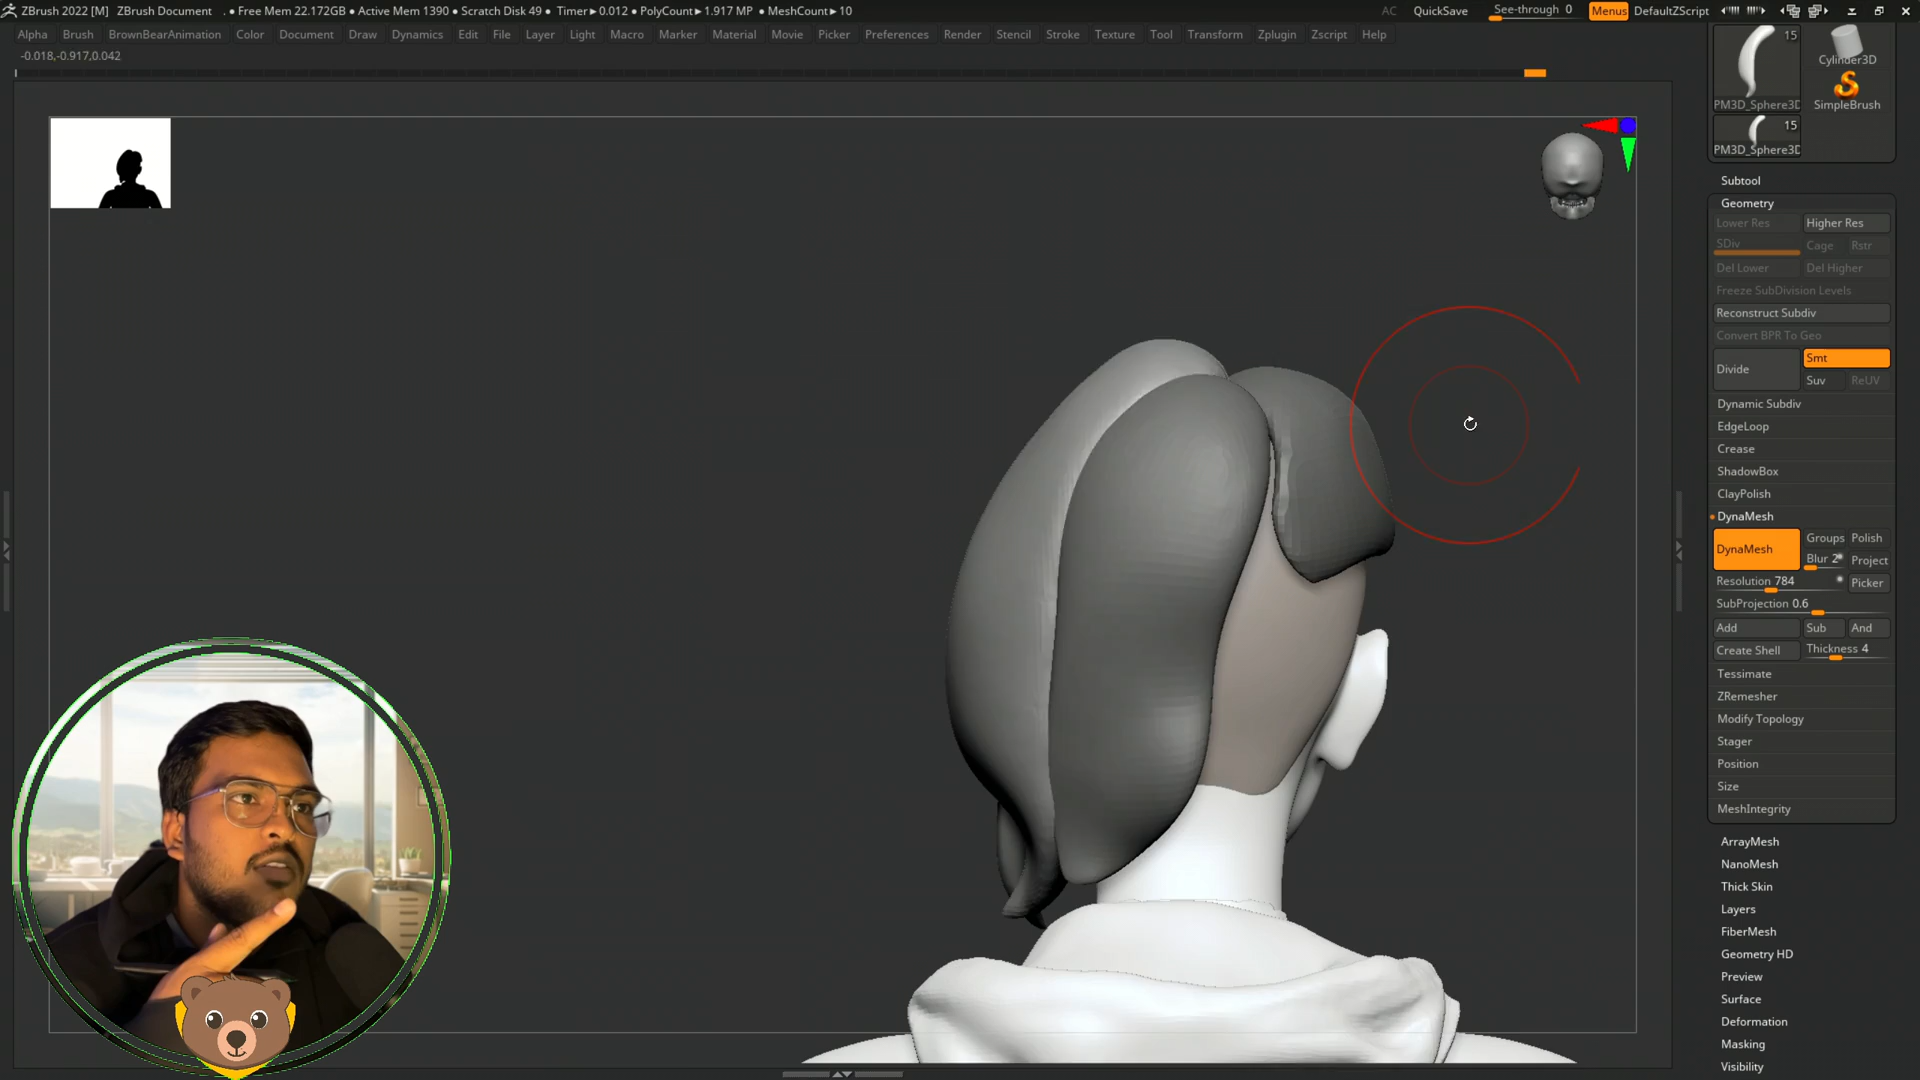 ZBrush 2022 [M] ZBrush Document . • Free Mem 22.172GB • Active Mem 1390 • Scratch Disk 49 • Timer▸0.012 • PolyCount▸1.917 MP • MeshCount▸10 AC QuickSave See-through 0 Menus DefaultZScript
Alpha Brush BrownBearAnimation Color Document Draw Dynamics Edit File Layer Light Macro Marker Material Movie Picker Preferences Render Stencil Stroke Texture Tool Transform Zplugin Zscript Help
-0.018,-0.917,0.042
15
Cylinder3D
PM3D_Sphere3D SimpleBrush
15
PM3D_Sphere3D
Subtool
Geometry
Lower Res Higher Res
SDiv Cage Rstr
Del Lower Del Higher
Freeze SubDivision Levels
Reconstruct Subdiv
Convert BPR To Geo
Divide Smt
Suv ReUV
Dynamic Subdiv
EdgeLoop
Crease
ShadowBox
ClayPolish
DynaMesh
DynaMesh Groups Polish
Blur 2 Project
Resolution 784 Picker
SubProjection 0.6
Add Sub And
Create Shell Thickness 4
Tessimate
ZRemesher
Modify Topology
Stager
Position
Size
MeshIntegrity
ArrayMesh
NanoMesh
Thick Skin
Layers
FiberMesh
Geometry HD
Preview
Surface
Deformation
Masking
Visibility